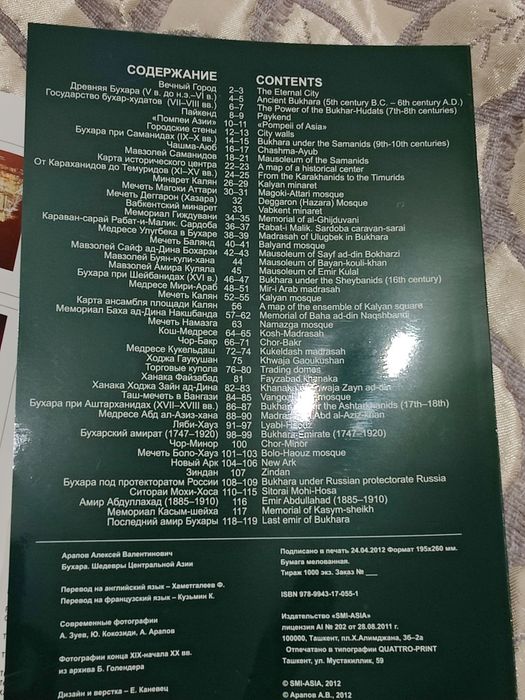 СОДЕРЖАНИЕ CONTENTS
Вечный Город 2–3 The Eternal City
Древняя Бухара (V в. до н.э.–VI в.) 4–5 Ancient Bukhara (5th century B.C. – 6th century A.D.)
Государство бухар-худатов (VII–VIII вв.) 6–7 The Power of the Bukhar-Hudats (7th-8th centuries)
Пайкенд 8–9 Paykend
«Помпеи Азии» 10–11 «Pompeii of Asia»
Городские стены 12–13 City walls
Бухара при Саманидах (IX–X вв.) 14–15 Bukhara under the Samanids (9th-10th centuries)
Чашма-Аюб 16–17 Chashma-Ayub
Мавзолей Саманидов 18–21 Mausoleum of the Samanids
Карта исторического центра 22–23 A map of a historical center
От Караханидов до Темуридов (XI–XV вв.) 24–25 From the Karakhanids to the Timurids
Минарет Калян 26–29 Kalyan minaret
Мечеть Магоки Аттари 30–31 Magoki-Attari mosque
Мечеть Деггарон (Хазара) 32 Deggaron (Hazara) Mosque
Вабкентский минарет 33 Vabkent minaret
Мемориал Гиждувани 34–35 Memorial of al-Ghijduvani
Караван-сарай Рабат-и-Малик. Сардоба 36–37 Rabat-i Malik. Sardoba caravan-sarai
Медресе Улугбека в Бухаре 38–39 Madrasah of Ulugbek in Bukhara
Мечеть Балянд 40–41 Balyand mosque
Мавзолей Сайф ад-Дина Бохарзи 42–43 Mausoleum of Sayf ad-din Bokharzi
Мавзолей Буян-кули-хана 44 Mausoleum of Bayan-kouli-khan
Мавзолей Амира Куляла 45 Mausoleum of Emir Kulal
Бухара при Шейбанидах (XVI в.) 46–47 Bukhara under the Sheybanids (16th century)
Медресе Мири-Араб 48–51 Mir-i Arab madrasah
Мечеть Калян 52–55 Kalyan mosque
Карта ансамбля площади Калян 56 A map of the ensemble of Kalyan square
Мемориал Баха ад-Дина Накшбанда 57–62 Memorial of Baha ad-din Naqshbandi
Мечеть Намазга 63 Namazga mosque
Кош-Медресе 64–65 Kosh-Madrasah
Чор-Бакр 66–71 Chor-Bakr
Медресе Кукельдаш 72–74 Kukeldash madrasah
Ходжа Гаукушан 75 Khwaja Gaoukushan
Торговые купола 76–80 Trading domes
Ханака Файзабад 81 Fayzabad khanaka
Ханака Ходжа Зайн ад-Дина 82–83 Khanaka Khwaja Zayn ad-din
Таш-мечеть в Вангази 84–85 mosque
Бухара при Аштарханидах (XVII–XVIII вв.) 86–87 Bukhara under the Ashtarkhanids (17th–18th)
Медресе Абд ал-Азиз-хана 88–90 Madrasah Abd al-Aziz-khan
Ляби-Хауз 91–97 Lyabi-Haouz
Бухарский амират (1747–1920) 98–99 Bukhara-Emirate (1747–1920)
Чор-Минор 100 Chor-Minor
Мечеть Боло-Хауз 101–103 Bolo-Haouz mosque
Новый Арк 104–106 New Ark
Зиндан 107 Zindan
Бухара под протекторатом России 108–109 Bukhara under Russian protectorate Russia
Ситораи Мохи-Хоса 110–115 Sitorai Mohi-Hosa
Амир Абдуллахад (1885–1910) 116 Emir Abdullahad (1885–1910)
Мемориал Касым-шейха 117 Memorial of Kasym-sheikh
Последний амир Бухары 118–119 Last emir of Bukhara
Арапов Алексей Валентинович
Бухара. Шедевры Центральной Азии
Перевод на английский язык – Хаметгалеев Ф.
Перевод на французский язык – Кузьмин К.
Современные фотографии
А. Зуев, Ю. Кокозиди, А. Арапов
Фотографии конца XIX-начала XX вв.
из архива Б. Голендера
Дизайн и верстка – Е. Каневец
Подписано в печать 24.04.2012 Формат 195x260 мм.
Бумага мелованная.
Тираж 1000 экз. Заказ № ___
ISBN 978-9943-17-055-1
Издательство «SMI-ASIA»
лицензия AI № 202 от 28.08.2011 г.
100000, Ташкент, пл.Х.Алимджана, 36–2а
Отпечатано в типографии QUATTRO-PRINT
Ташкент, ул. Мустакиллик, 59
© SMI-ASIA, 2012
© Арапов А.В., 2012